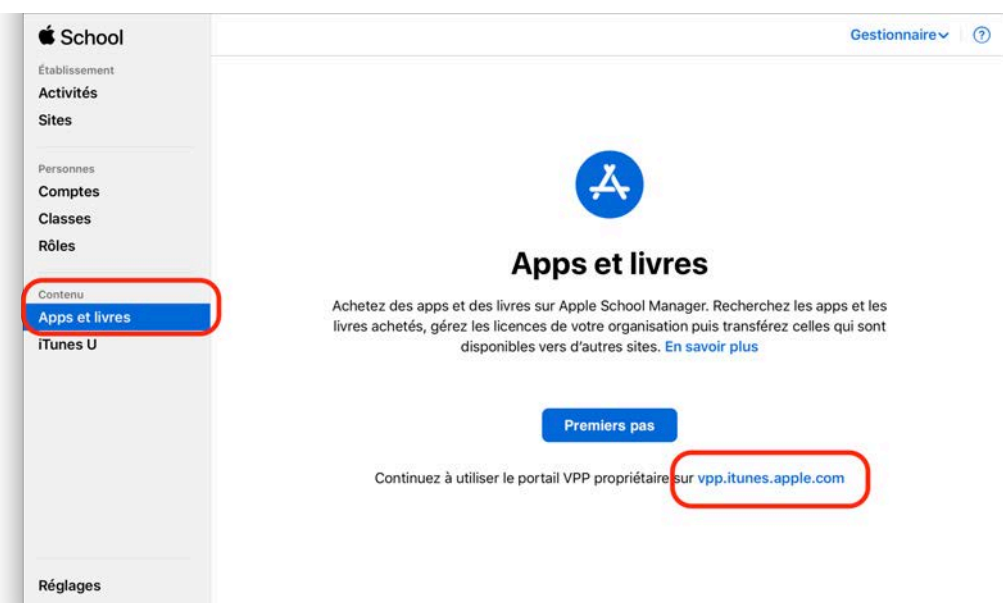 School
Gestionnaire
?
Établissement
Activités
Sites
Personnes
Comptes
Classes
Rôles
Contenu
Apps et livres
iTunes U
Réglages
Apps et livres
Achetez des apps et des livres sur Apple School Manager. Recherchez les apps et les
livres achetés, gérez les licences de votre organisation puis transférez celles qui sont
disponibles vers d'autres sites. En savoir plus
Premiers pas
Continuez à utiliser le portail VPP propriétaire sur vpp.itunes.apple.com